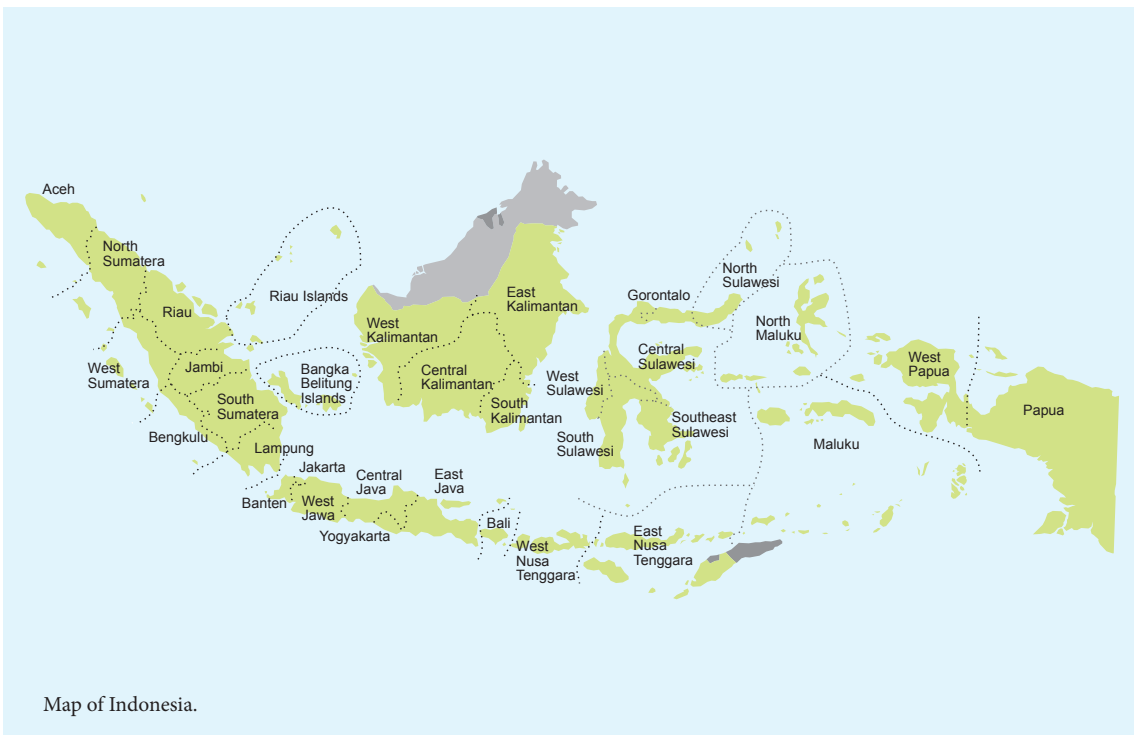 Aceh
North
Sumatera
Riau Islands
Riau
West
Sumatera
Jambi
Bangka
Belitung
Islands
South
Sumatera
Bengkulu
Lampung
Jakarta
Banten
West
Jawa
Central
Java
Yogyakarta
East
Java
Bali
West
Nusa
Tenggara
East
Nusa
Tenggara
West
Kalimantan
Central
Kalimantan
East
Kalimantan
South
Kalimantan
Gorontalo
North
Sulawesi
Central
Sulawesi
West
Sulawesi
South
Sulawesi
Southeast
Sulawesi
North
Maluku
Maluku
West
Papua
Papua
Map of Indonesia.